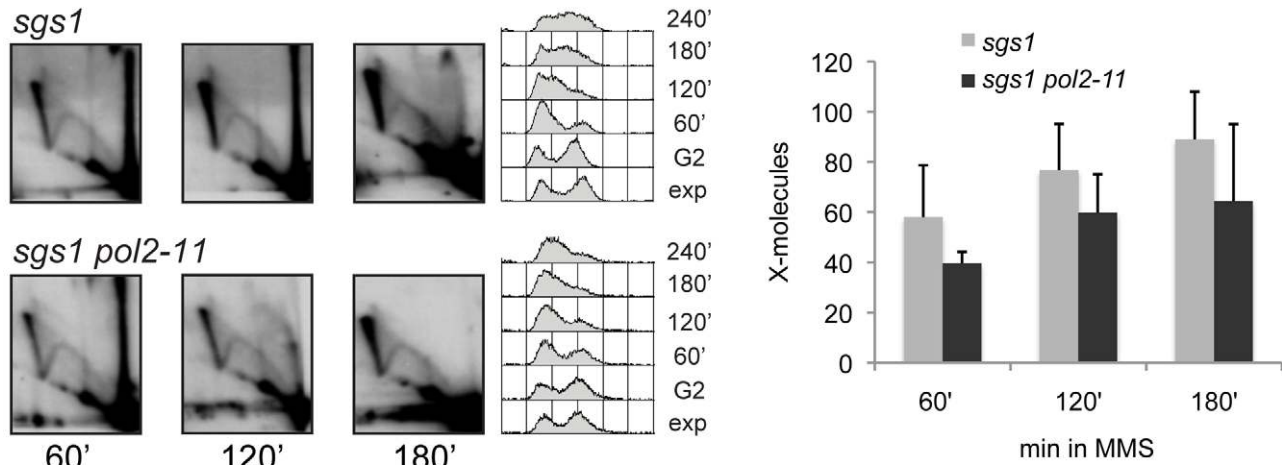 sgs1
240'
180'
120'
60'
G2
exp
sgs1 pol2-11
240'
180'
120'
60'
G2
exp
60' 120' 180'
sgs1
sgs1 pol2-11
X-molecules
120
100
80
60
40
20
0
60' 120' 180'
min in MMS